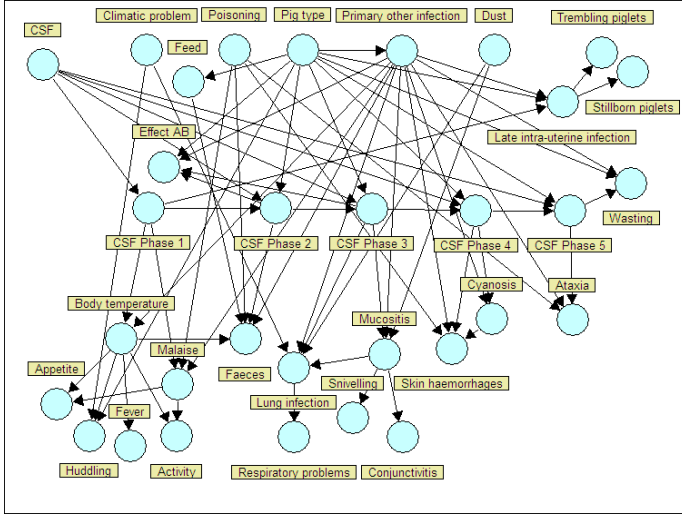 Climatic problem
Poisoning
Pig type
Primary other infection
Dust
Trembling piglets
CSF
Feed
Stillborn piglets
Effect AB
Late intra-uterine infection
Wasting
CSF Phase 1
CSF Phase 2
CSF Phase 3
CSF Phase 4
CSF Phase 5
Cyanosis
Ataxia
Body temperature
Mucositis
Malaise
Appetite
Faeces
Snivelling
Skin haemorrhages
Lung infection
Fever
Huddling
Activity
Respiratory problems
Conjunctivitis